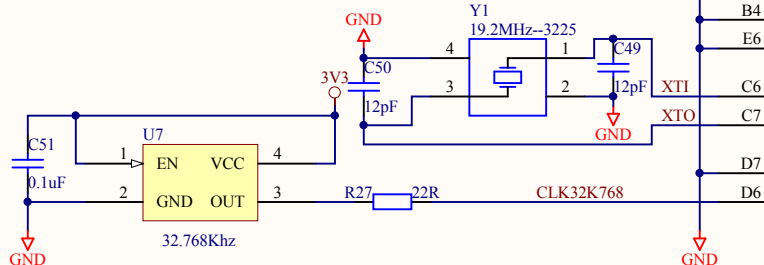 Y1
19.2MHz--3225
GND
B4
E6
C50
12pF
4
3
1
2
C49
12pF
GND
XTI
C6
XTO
C7
3V3
C51
0.1uF
U7
1
EN
VCC
4
2
GND
OUT
3
32.768Khz
R27
22R
CLK32K768
D7
D6
GND
GND